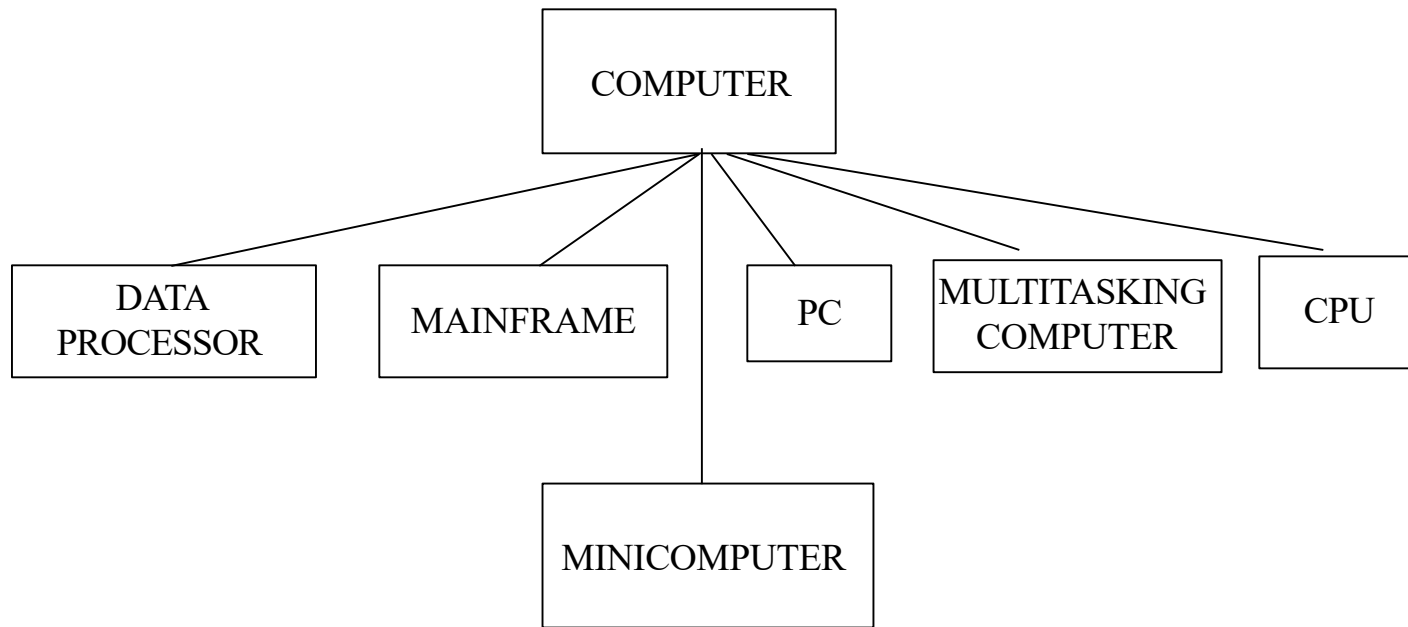 COMPUTER
DATA
PROCESSOR
MAINFRAME
PC
MULTITASKING
COMPUTER
CPU
MINICOMPUTER